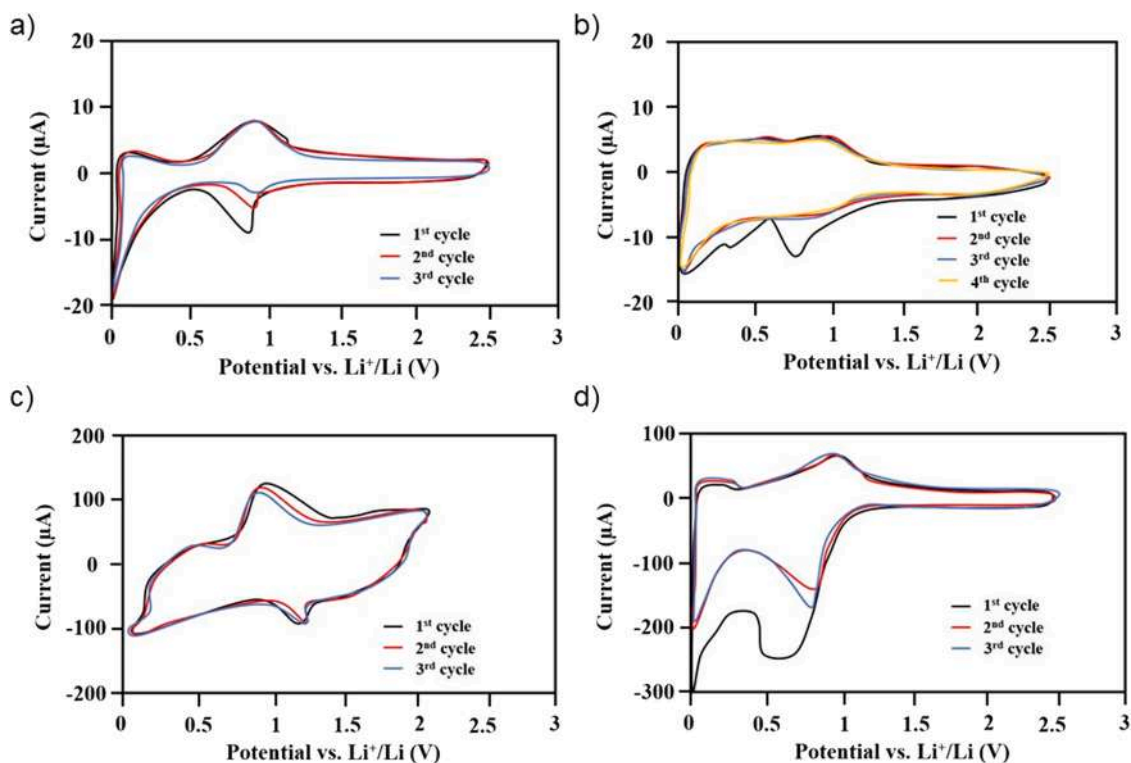 a)
20
10
0
-10
-20
Current (µA)
1st cycle
2nd cycle
3rd cycle
0 0.5 1 1.5 2 2.5 3
Potential vs. Li⁺/Li (V)
b)
20
10
0
-10
-20
Current (µA)
1st cycle
2nd cycle
3rd cycle
4th cycle
0 0.5 1 1.5 2 2.5 3
Potential vs. Li⁺/Li (V)
c)
200
100
0
-100
-200
Current (µA)
1st cycle
2nd cycle
3rd cycle
0 0.5 1 1.5 2 2.5 3
Potential vs. Li⁺/Li (V)
d)
100
0
-100
-200
-300
Current (µA)
1st cycle
2nd cycle
3rd cycle
0 0.5 1 1.5 2 2.5 3
Potential vs. Li⁺/Li (V)